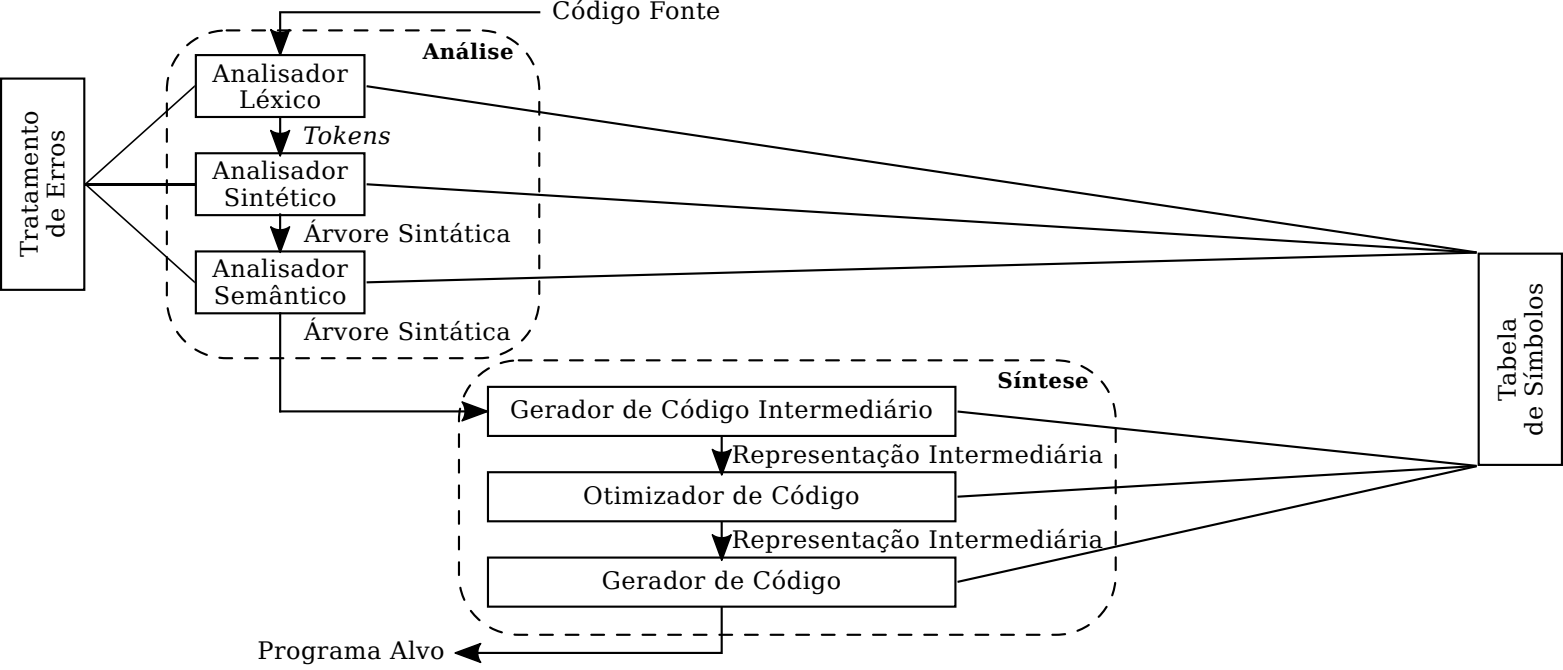 Código Fonte
Análise
Analisador
Léxico
Tokens
Tratamento
de Erros
Analisador
Sintético
Árvore Sintática
Analisador
Semântico
Árvore Sintática
Tabela
de Símbolos
Síntese
Gerador de Código Intermediário
Representação Intermediária
Otimizador de Código
Representação Intermediária
Gerador de Código
Programa Alvo